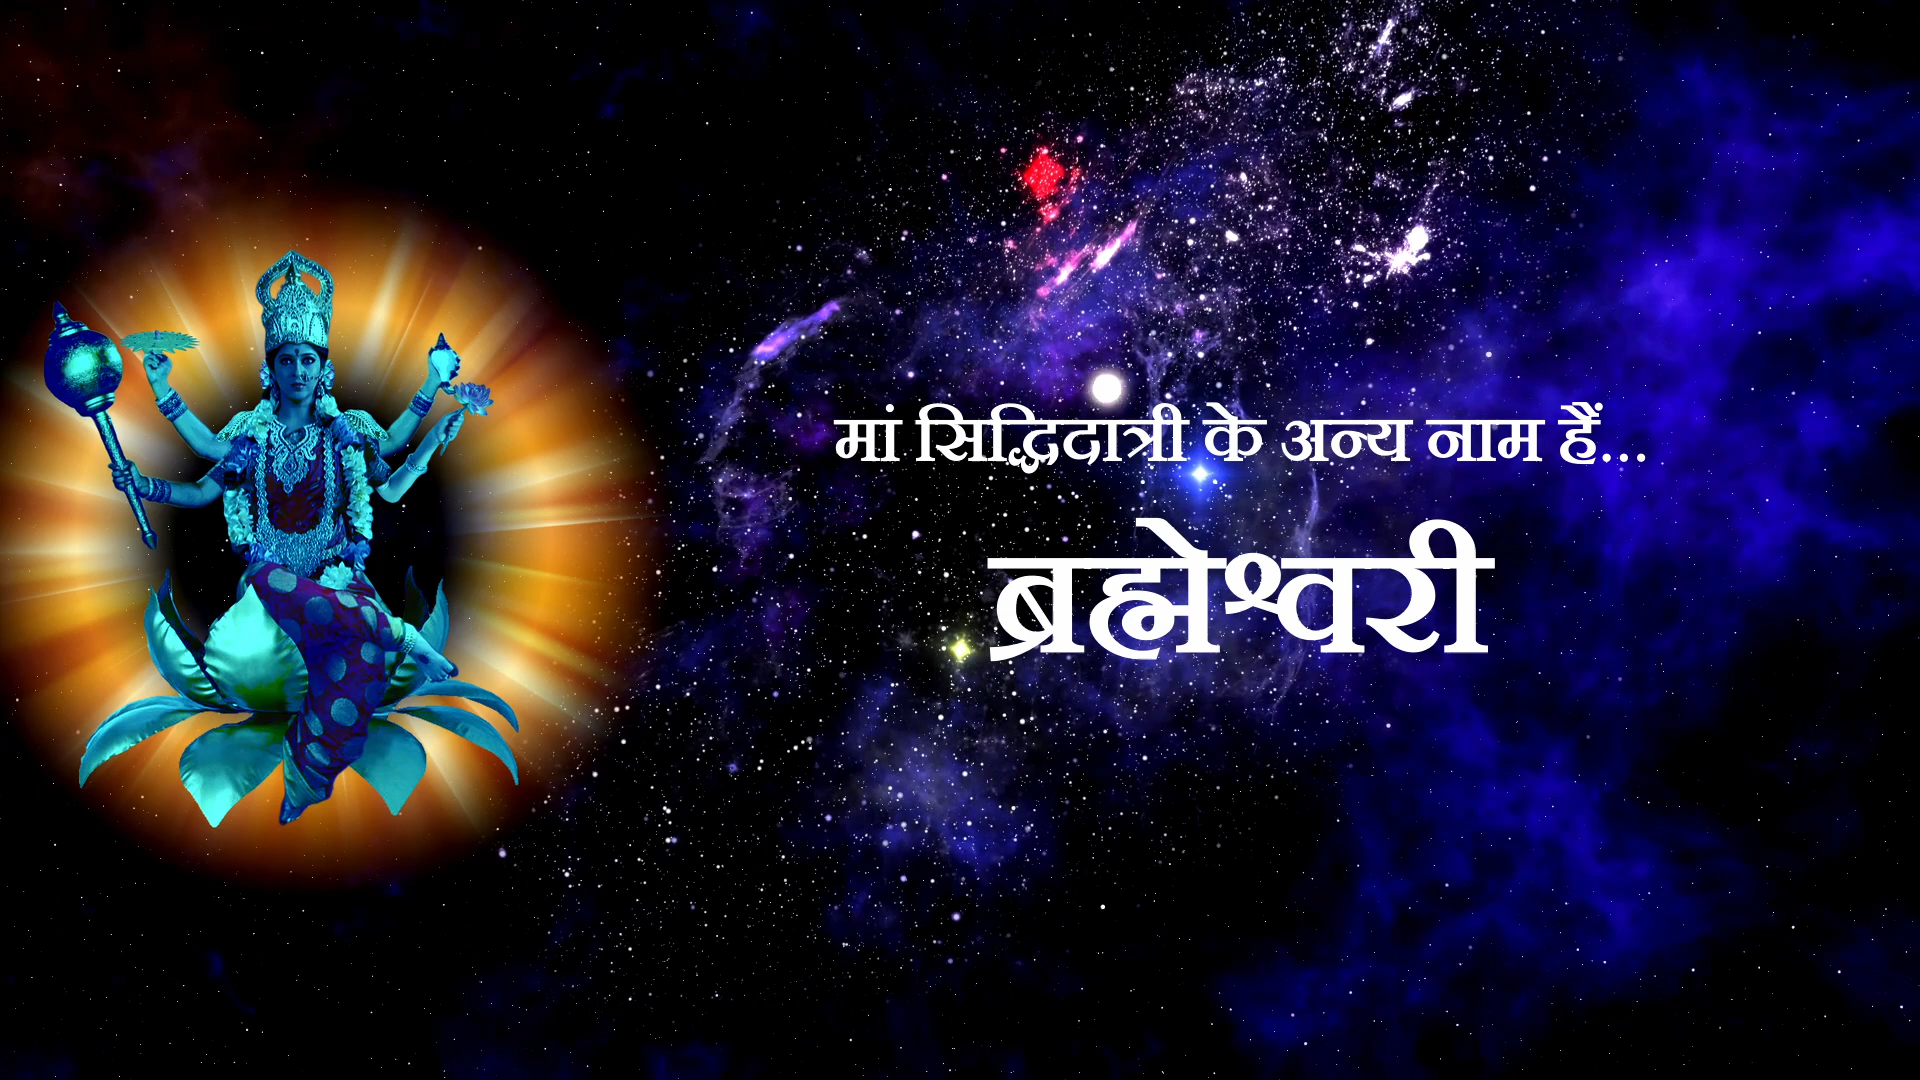 मां सिद्धिदात्री के अन्य नाम हैं...
ब्रह्मेश्वरी